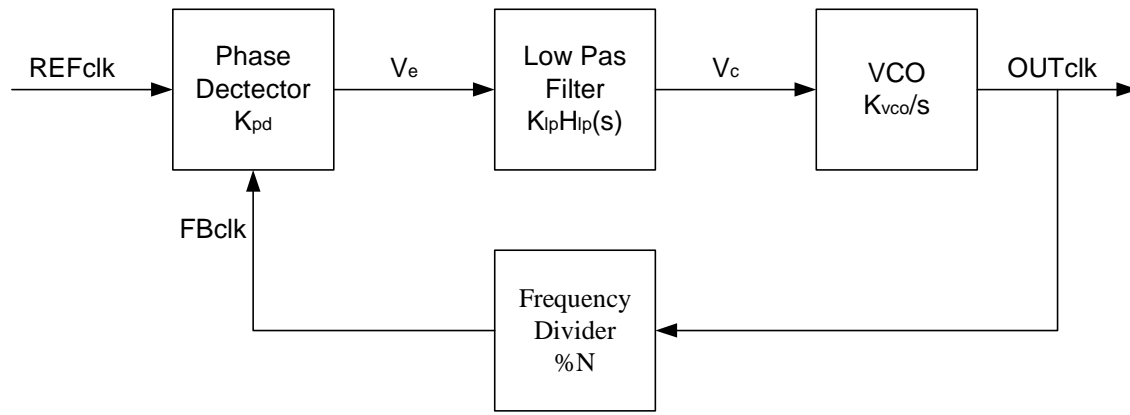 REFclk
Phase
Dectector
Kpd
Ve
Low Pas
Filter
KlpHlp(s)
Vc
VCO
Kvco/s
OUTclk
FBclk
Frequency
Divider
%N